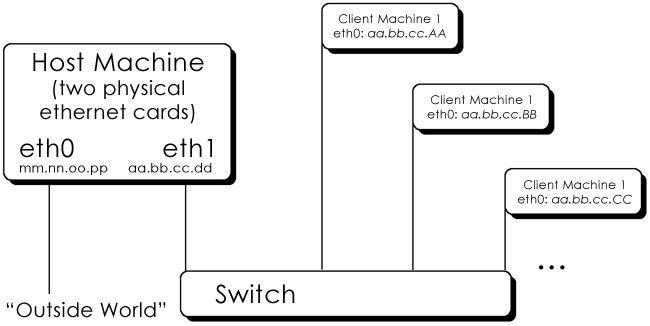 Client Machine 1
eth0: aa.bb.cc.AA
Host Machine
(two physical
ethernet cards)
eth0 eth1
mm.nn.oo.pp aa.bb.cc.dd
Client Machine 1
eth0: aa.bb.cc.BB
Client Machine 1
eth0: aa.bb.cc.CC
...
Switch
“Outside World”